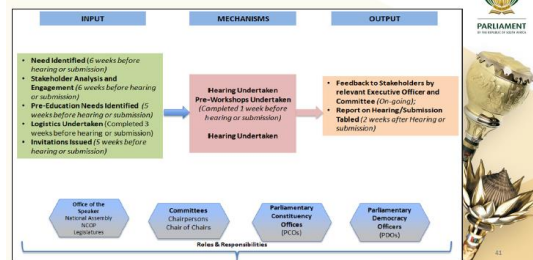 INPUT
MECHANISMS
OUTPUT
PARLIAMENT
OF THE REPUBLIC OF SOUTH AFRICA
• Need Identified (6 weeks before
hearing or submission)
• Stakeholder Analysis and
Engagement (6 weeks before hearing
or submission)
• Pre-Education Needs Identified (5
weeks before hearing or submission)
• Logistics Undertaken (Completed 3
weeks before hearing or submission)
• Invitations Issued (5 weeks before
hearing or submission)
Hearing Undertaken
Pre-Workshops Undertaken
(Completed 1 week before
hearing or submission)
Hearing Undertaken
• Feedback to Stakeholders by
relevant Executive Officer and
Committee (On-going);
• Report on Hearing/Submission
Tabled (2 weeks after Hearing or
submission)
Office of the
Speaker
National Assembly
NCOP
Legislatures
Committees
Chairpersons
Chair of Chairs
Parliamentary
Constituency
Offices
(PCOs)
Parliamentary
Democracy
Officers
(PDOs)
Roles & Responsibilities
41